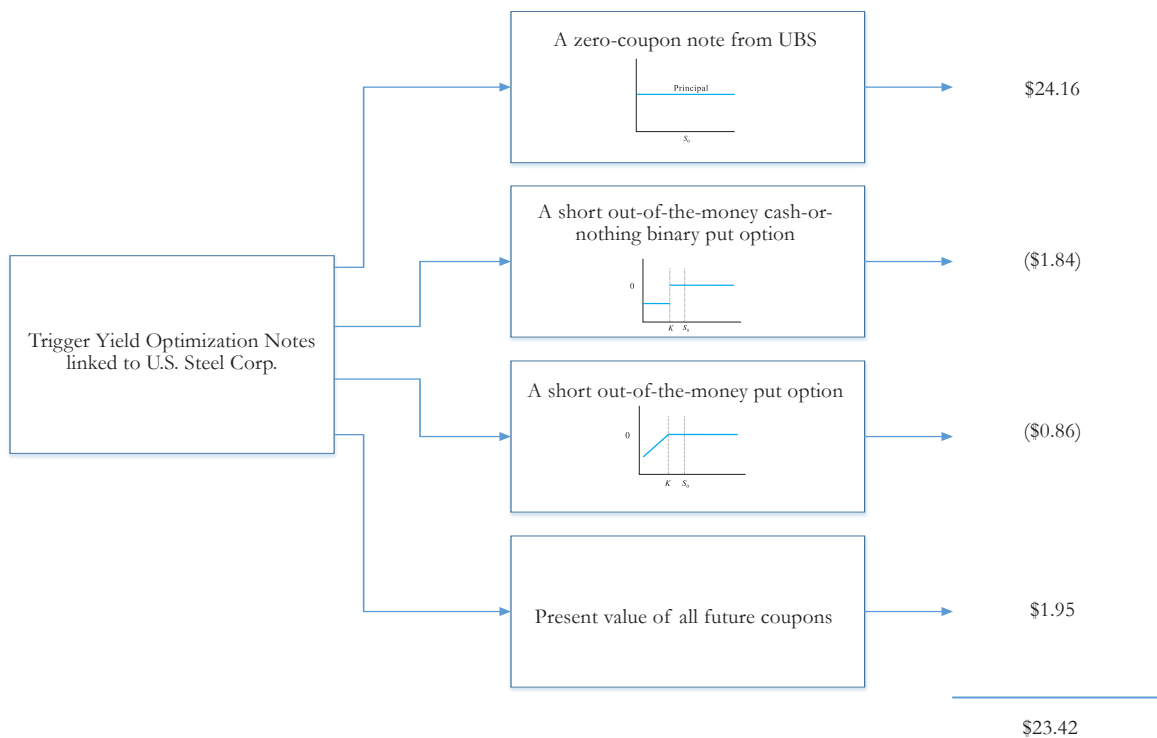 A zero-coupon note from UBS
Principal
S0
$24.16
A short out-of-the-money cash-or-
nothing binary put option
0
K
S0
($1.84)
Trigger Yield Optimization Notes
linked to U.S. Steel Corp.
A short out-of-the-money put option
0
K
S0
($0.86)
Present value of all future coupons
$1.95
$23.42